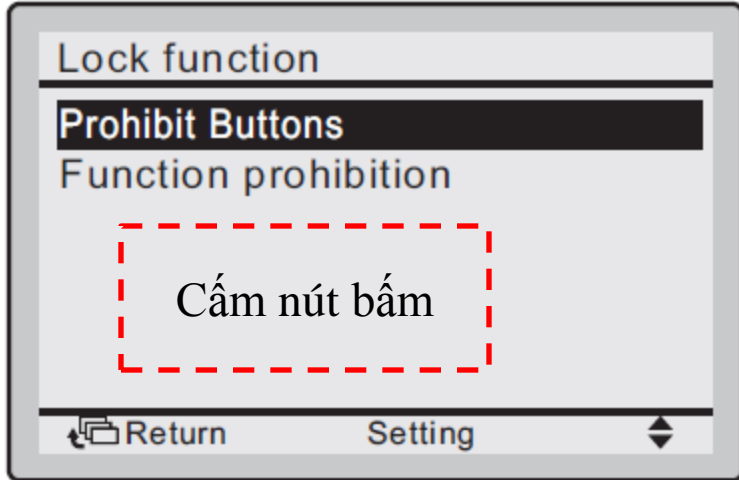 Lock function
Prohibit Buttons
Function prohibition
Cấm nút bấm
Return Setting